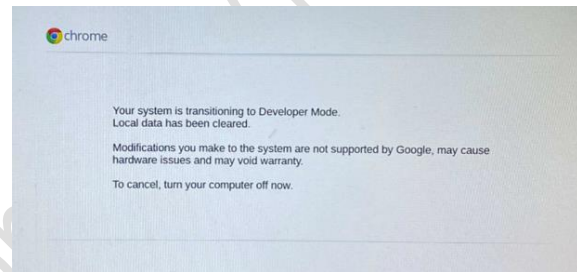 chrome
Your system is transitioning to Developer Mode.
Local data has been cleared.
Modifications you make to the system are not supported by Google, may cause
hardware issues and may void warranty.
To cancel, turn your computer off now.